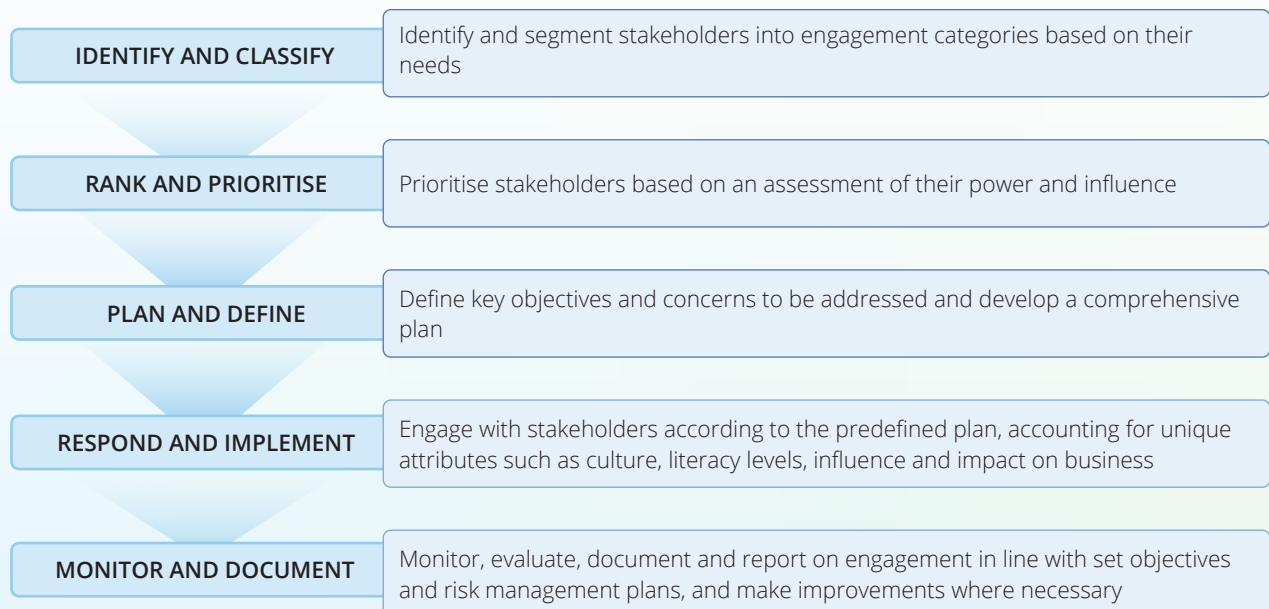 IDENTIFY AND CLASSIFY
Identify and segment stakeholders into engagement categories based on their
needs
RANK AND PRIORITISE
Prioritise stakeholders based on an assessment of their power and influence
PLAN AND DEFINE
Define key objectives and concerns to be addressed and develop a comprehensive
plan
RESPOND AND IMPLEMENT
Engage with stakeholders according to the predefined plan, accounting for unique
attributes such as culture, literacy levels, influence and impact on business
MONITOR AND DOCUMENT
Monitor, evaluate, document and report on engagement in line with set objectives
and risk management plans, and make improvements where necessary